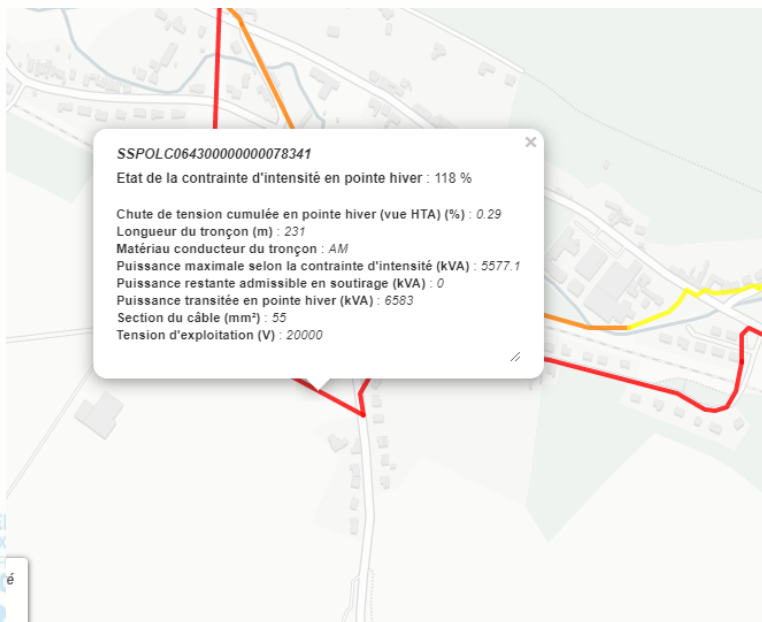 ×
SSPOLC064300000000078341
Etat de la contrainte d'intensité en pointe hiver : 118 %
Chute de tension cumulée en pointe hiver (vue HTA) (%) : 0.29
Longueur du tronçon (m) : 231
Matériau conducteur du tronçon : AM
Puissance maximale selon la contrainte d'intensité (kVA) : 5577.1
Puissance restante admissible en soutirage (kVA) : 0
Puissance transitée en pointe hiver (kVA) : 6583
Section du câble (mm²) : 55
Tension d'exploitation (V) : 20000
é